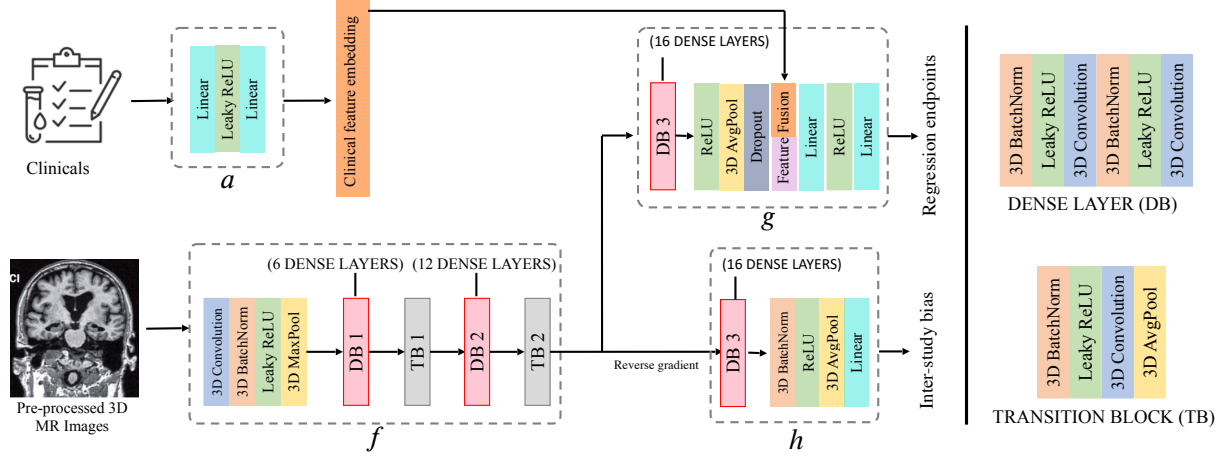 Clinicals
Linear
Leaky ReLU
Linear
a
Clinical feature embedding
(16 DENSE LAYERS)
DB 3
ReLU
3D AvgPool
Dropout
Feature Fusion
Linear
ReLU
Linear
g
Regression endpoints
3D BatchNorm
Leaky ReLU
3D Convolution
3D BatchNorm
Leaky ReLU
3D Convolution
DENSE LAYER (DB)
CI
Pre-processed 3D
MR Images
(6 DENSE LAYERS)
(12 DENSE LAYERS)
3D Convolution
3D BatchNorm
Leaky ReLU
3D MaxPool
DB 1
TB 1
DB 2
TB 2
f
Reverse gradient
(16 DENSE LAYERS)
DB 3
3D BatchNorm
ReLU
3D AvgPool
Linear
h
Inter-study bias
3D BatchNorm
Leaky ReLU
3D Convolution
3D AvgPool
TRANSITION BLOCK (TB)